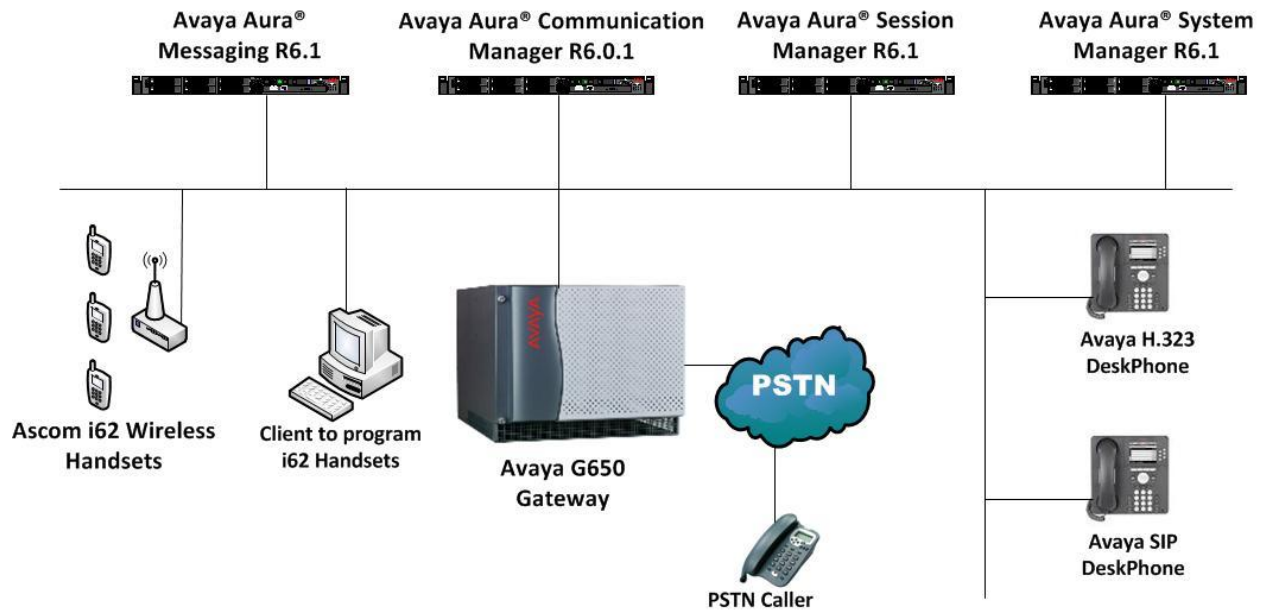 Avaya Aura®
Messaging R6.1
Avaya Aura® Communication
Manager R6.0.1
Avaya Aura® Session
Manager R6.1
Avaya Aura® System
Manager R6.1
Ascom i62 Wireless
Handsets
Client to program
i62 Handsets
AVAYA
Avaya G650
Gateway
PSTN
PSTN Caller
Avaya H.323
DeskPhone
Avaya SIP
DeskPhone